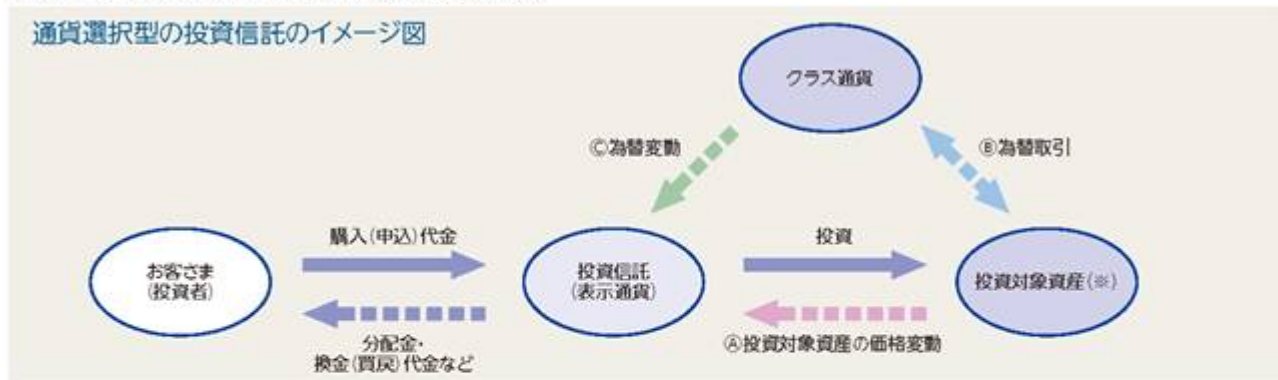 通貨選択型の投資信託のイメージ図
クラス通貨
Ⓒ為替変動
Ⓑ為替取引
購入(申込)代金
投資
お客さま
(投資者)
投資信託
(表示通貨)
投資対象資産(※)
分配金・
換金(買戻)代金など
Ⓐ投資対象資産の価格変動